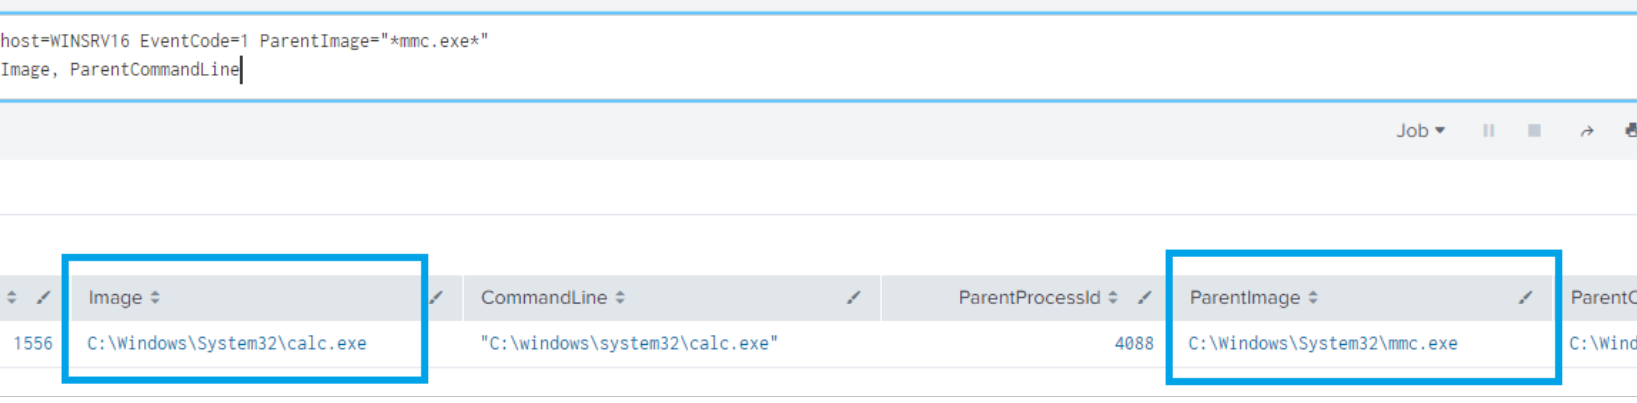 host=WINSRV16 EventCode=1 ParentImage="*mmc.exe*"
Image, ParentCommandLine
Job
Image CommandLine ParentProcessId ParentImage ParentC
1556 C:\Windows\System32\calc.exe "C:\windows\system32\calc.exe" 4088 C:\Windows\System32\mmc.exe C:\Wind